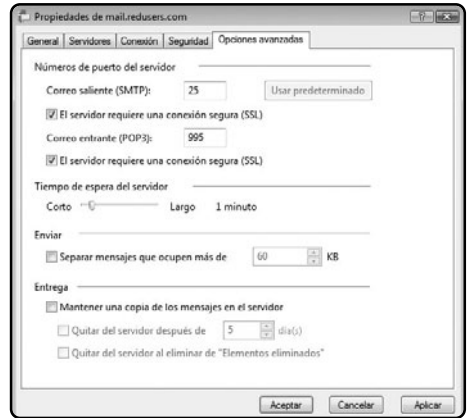 Propiedades de mail.redusers.com
General Servidores Conexión Seguridad Opciones avanzadas
Números de puerto del servidor
Correo saliente (SMTP): 25 Usar predeterminado
El servidor requiere una conexión segura (SSL)
Correo entrante (POP3): 995
El servidor requiere una conexión segura (SSL)
Tiempo de espera del servidor
Corto Largo 1 minuto
Enviar
Separar mensajes que ocupen más de 60 KB
Entrega
Mantener una copia de los mensajes en el servidor
Quitar del servidor después de 5 día(s)
Quitar del servidor al eliminar de "Elementos eliminados"
Aceptar Cancelar Aplicar